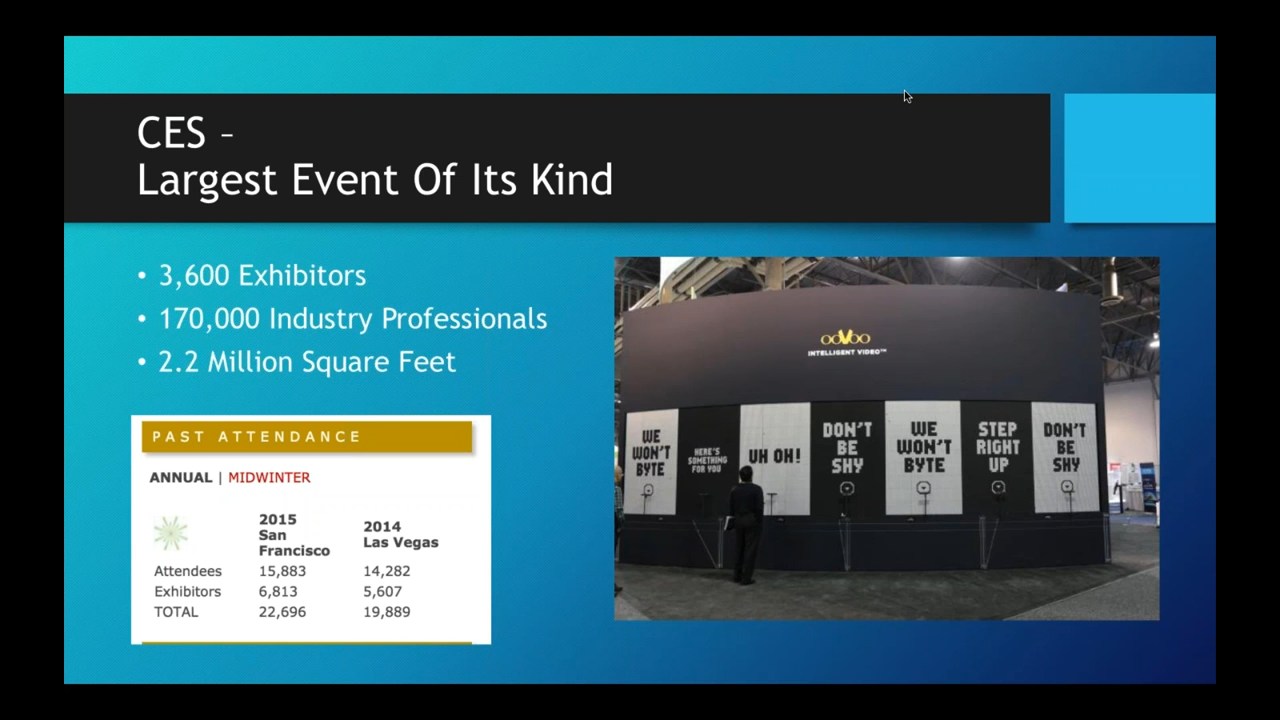 CES –
Largest Event Of Its Kind
• 3,600 Exhibitors
• 170,000 Industry Professionals
• 2.2 Million Square Feet
PAST ATTENDANCE
ANNUAL | MIDWINTER
2015
San
Francisco
2014
Las Vegas
Attendees 15,883 14,282
Exhibitors 6,813 5,607
TOTAL 22,696 19,889
ooVoo
INTELLIGENT VIDEO™
WE
WON'T
BYTE
HERE'S
SOMETHING
FOR YOU
UH OH!
DON'T
BE
SHY
WE
WON'T
BYTE
STEP
RIGHT
UP
DON'T
BE
SHY